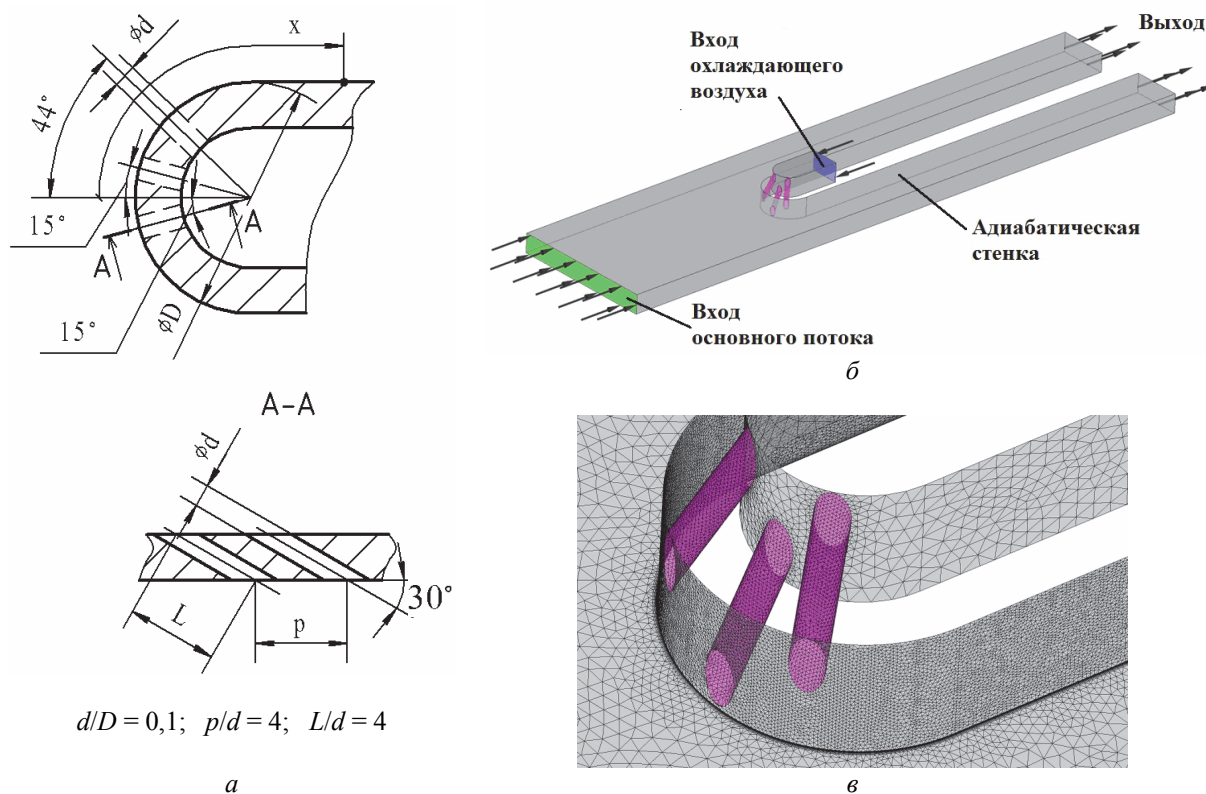 ϕd
x
44°
15°
A
A
15°
ϕD
A-A
ϕd
30°
L
p
d/D = 0,1; p/d = 4; L/d = 4
а
Вход
охлаждающего
воздуха
Выход
Адиабатическая
стенка
Вход
основного потока
б
в